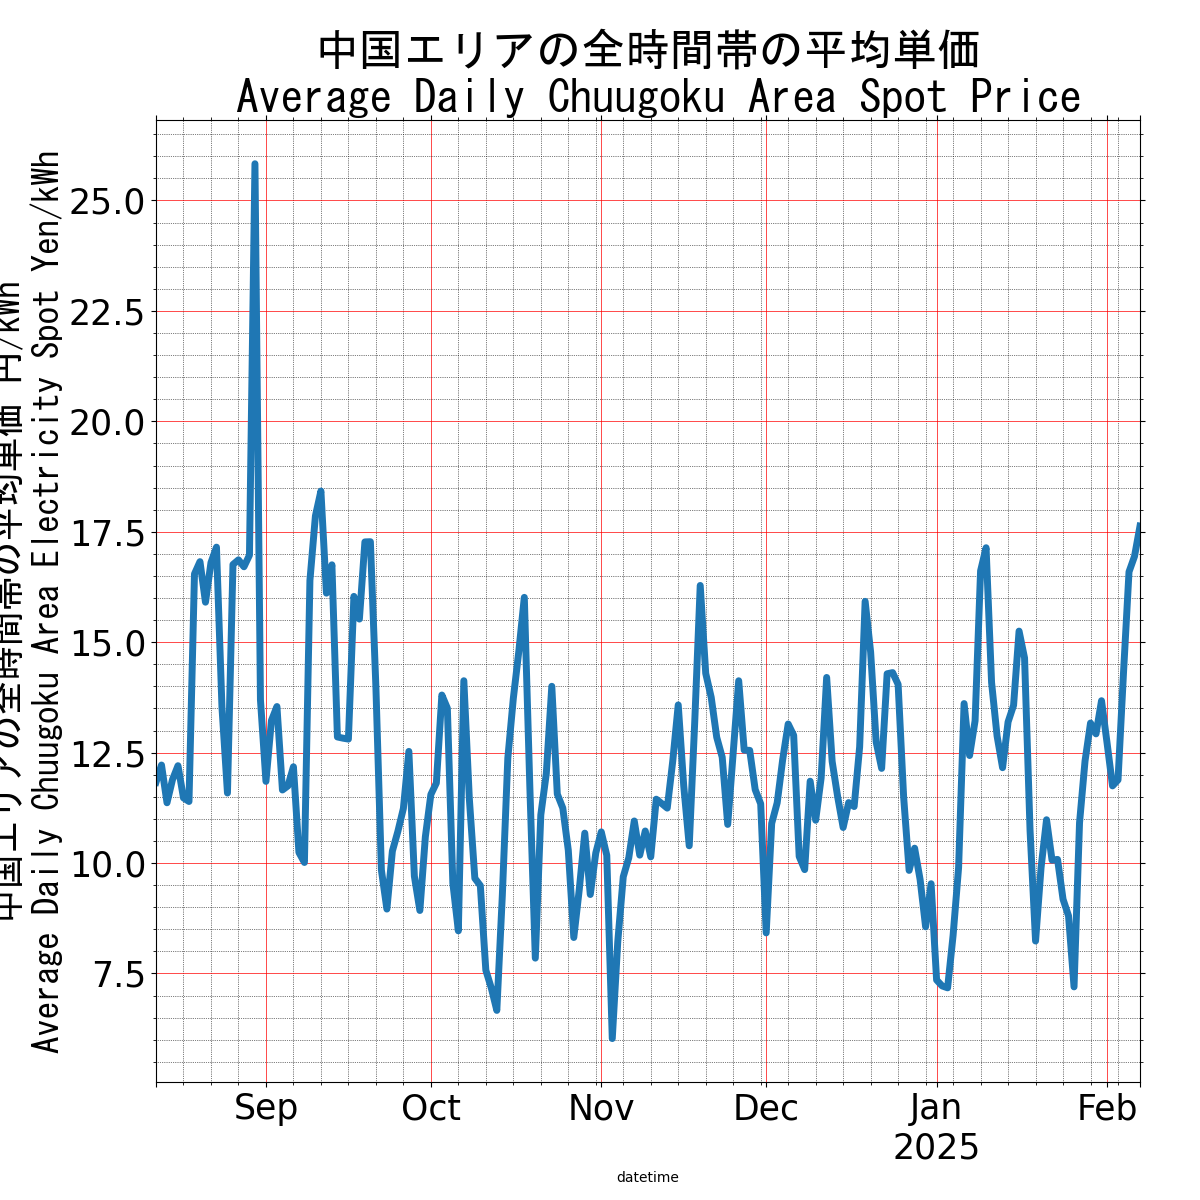 中国エリアの全時間帯の平均単価
Average Daily Chuugoku Area Spot Price
中国エリアの全時間帯の平均単価 円/kWh
Average Daily Chuugoku Area Electricity Spot Yen/kWh
25.0
22.5
20.0
17.5
15.0
12.5
10.0
7.5
Sep Oct Nov Dec Jan Feb
2025
datetime